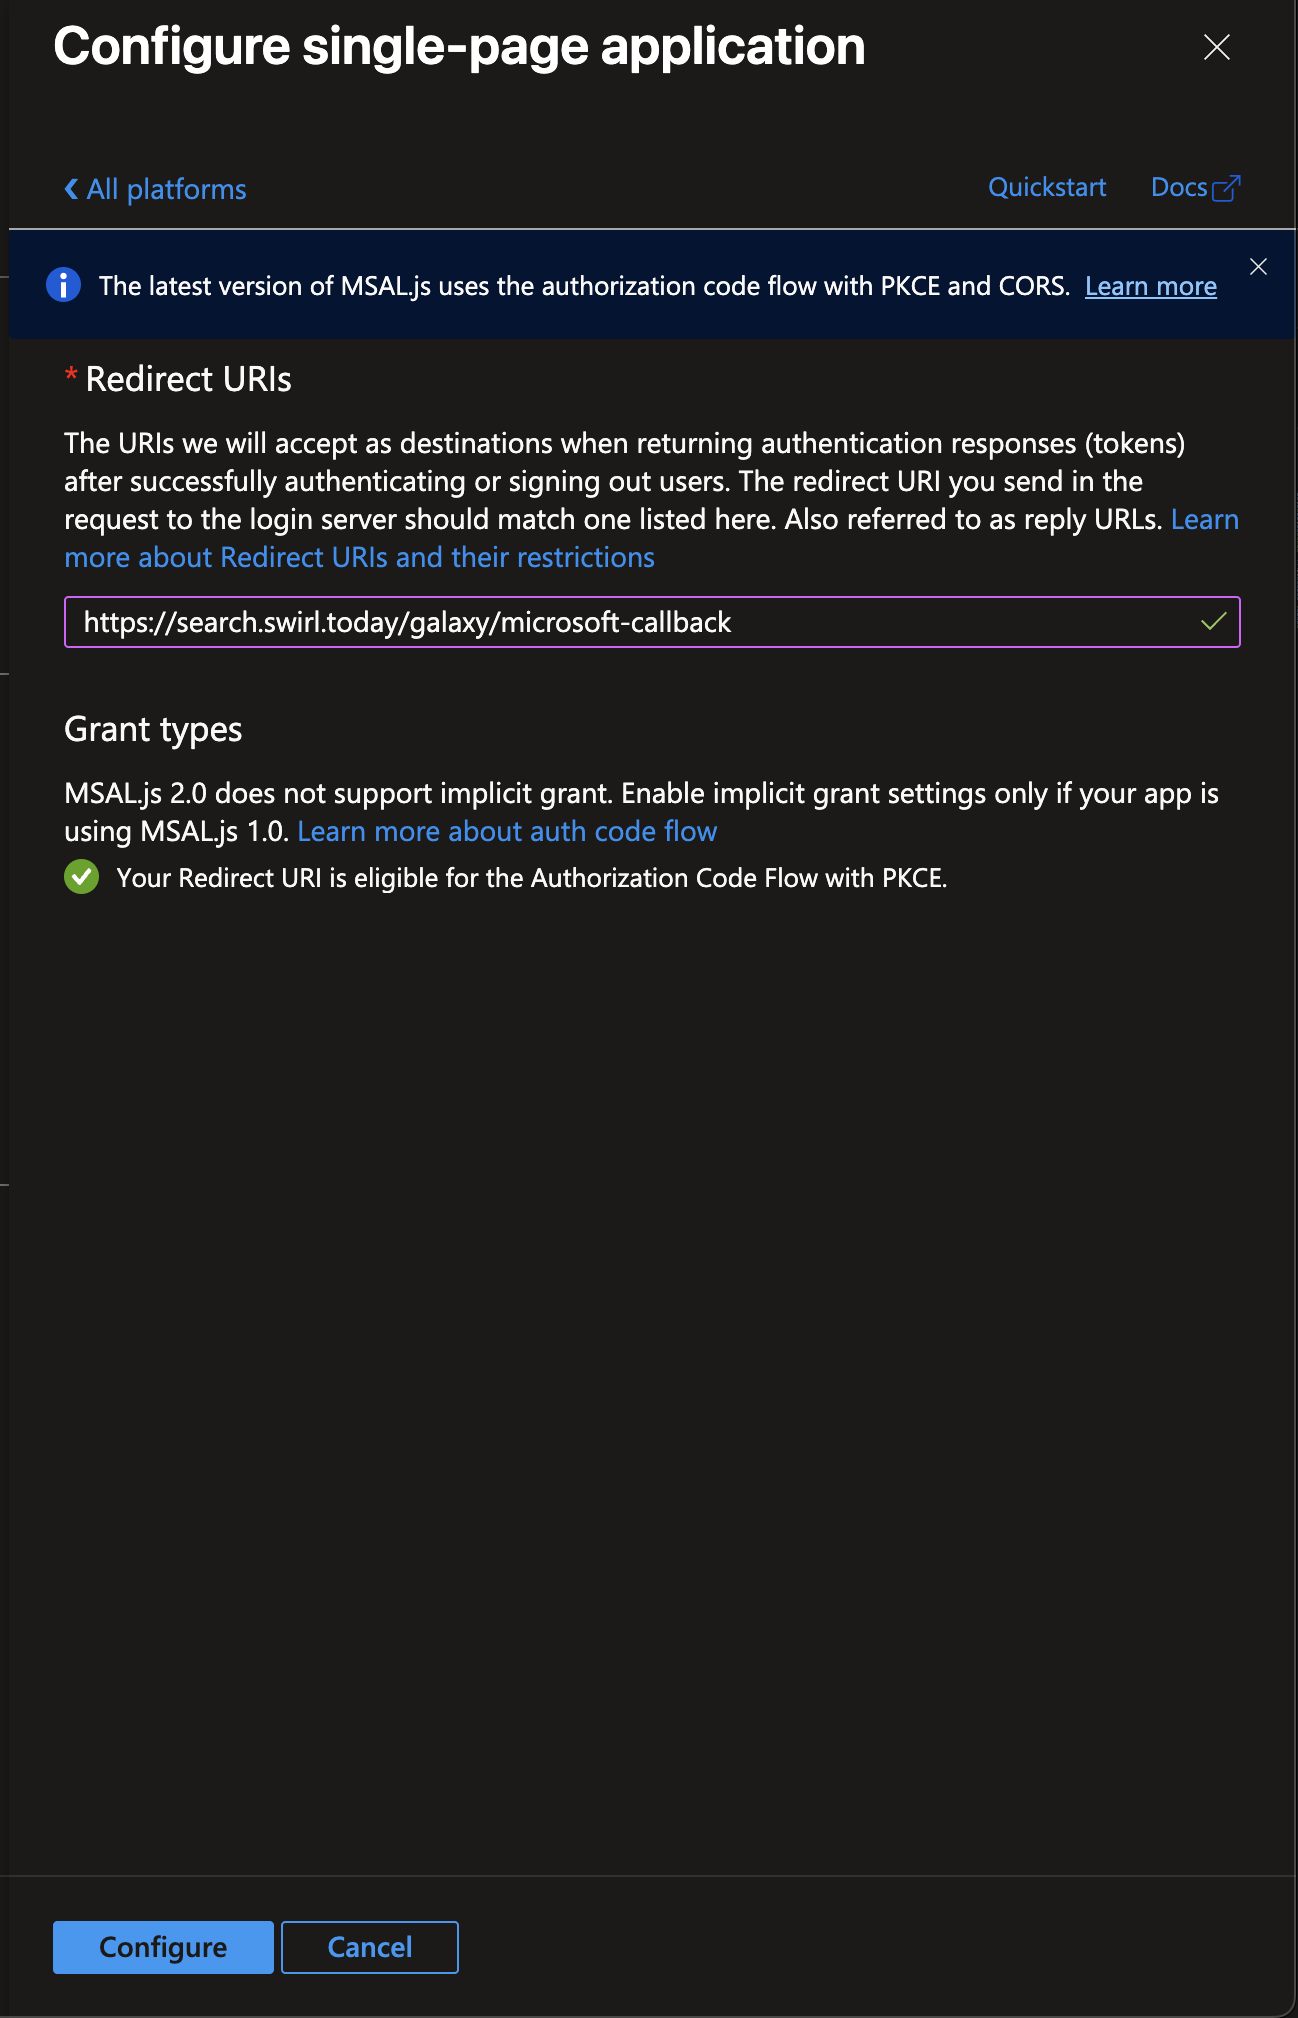 Configure single-page application
All platforms
Quickstart
Docs
The latest version of MSAL.js uses the authorization code flow with PKCE and CORS. Learn more
* Redirect URIs
The URIs we will accept as destinations when returning authentication responses (tokens)
after successfully authenticating or signing out users. The redirect URI you send in the
request to the login server should match one listed here. Also referred to as reply URLs. Learn
more about Redirect URIs and their restrictions
https://search.swirl.today/galaxy/microsoft-callback
Grant types
MSAL.js 2.0 does not support implicit grant. Enable implicit grant settings only if your app is
using MSAL.js 1.0. Learn more about auth code flow
Your Redirect URI is eligible for the Authorization Code Flow with PKCE.
Configure
Cancel